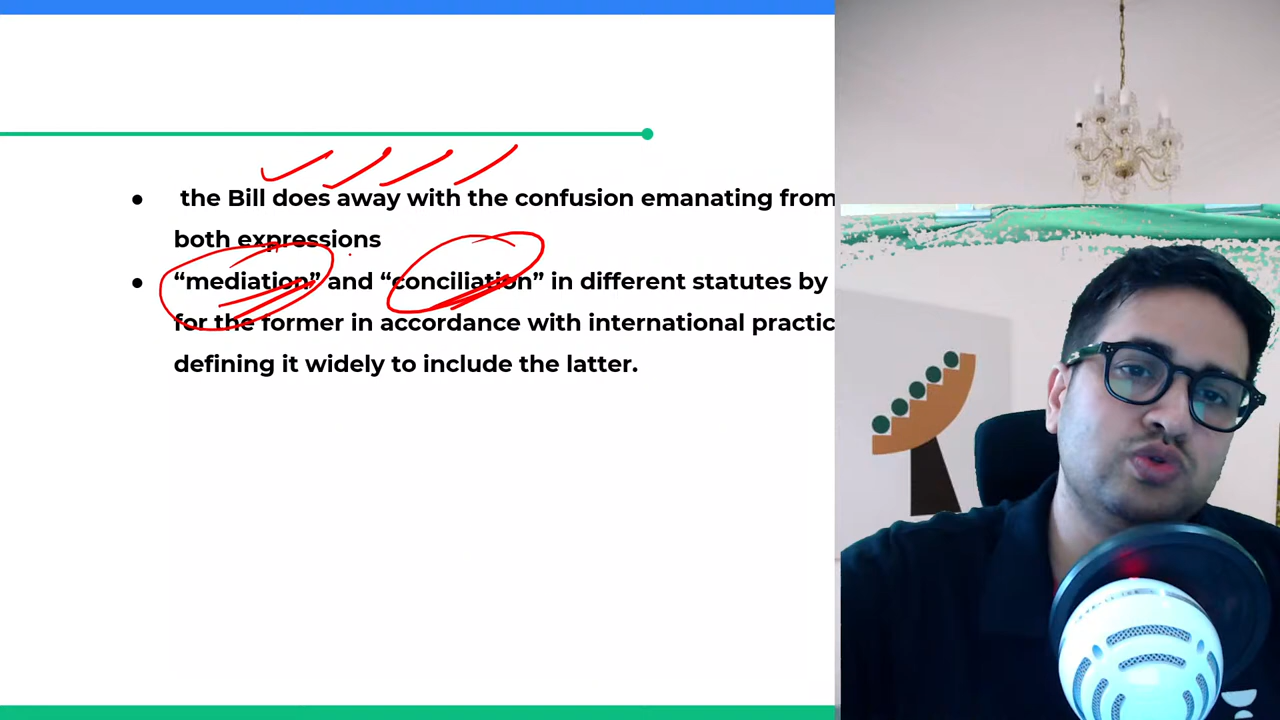 ● the Bill does away with the confusion emanating from
both expressions
● “mediation” and “conciliation” in different statutes by
for the former in accordance with international practic
defining it widely to include the latter.